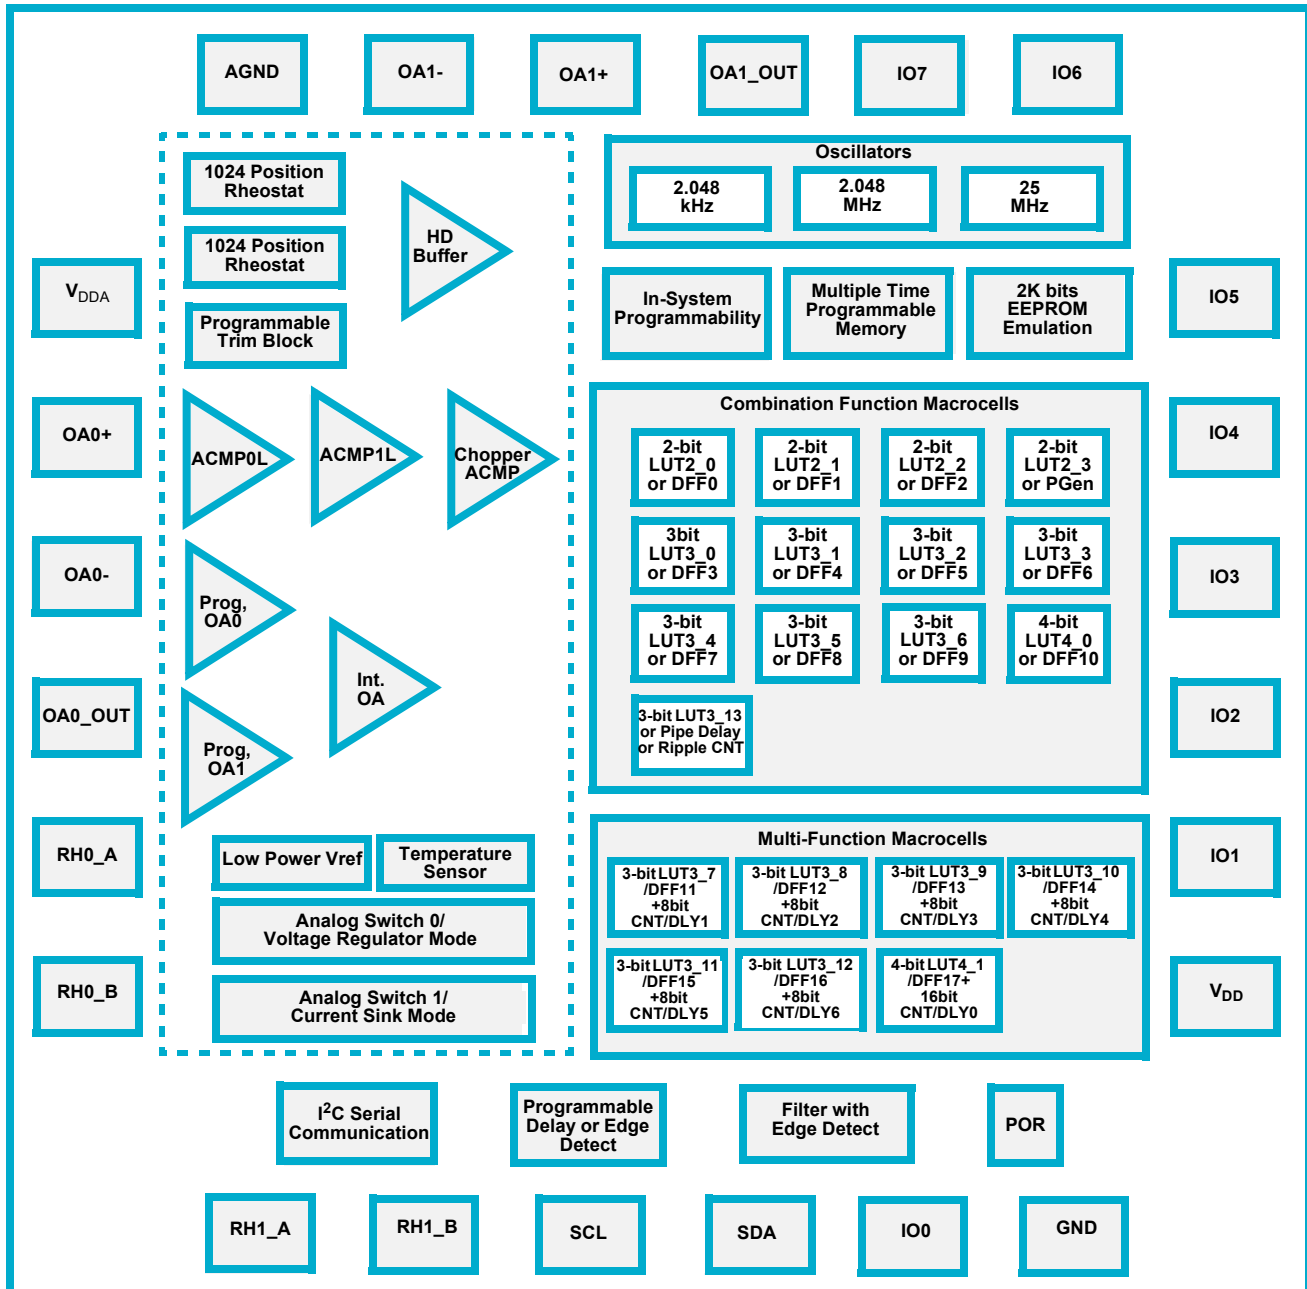 AGND
OA1-
OA1+
OA1_OUT
IO7
IO6
1024 Position
Rheostat
1024 Position
Rheostat
Programmable
Trim Block
HD
Buffer
Oscillators
2.048
kHz
2.048
MHz
25
MHz
In-System
Programmability
Multiple Time
Programmable
Memory
2K bits
EEPROM
Emulation
VDDA
OA0+
OA0-
OA0_OUT
RH0_A
RH0_B
IO5
IO4
IO3
IO2
IO1
VDD
ACMP0L
ACMP1L
Chopper
ACMP
Prog,
OA0
Int.
OA
Prog,
OA1
Low Power Vref
Temperature
Sensor
Analog Switch 0/
Voltage Regulator Mode
Analog Switch 1/
Current Sink Mode
Combination Function Macrocells
2-bit
LUT2_0
or DFF0
2-bit
LUT2_1
or DFF1
2-bit
LUT2_2
or DFF2
2-bit
LUT2_3
or PGen
3bit
LUT3_0
or DFF3
3-bit
LUT3_1
or DFF4
3-bit
LUT3_2
or DFF5
3-bit
LUT3_3
or DFF6
3-bit
LUT3_4
or DFF7
3-bit
LUT3_5
or DFF8
3-bit
LUT3_6
or DFF9
4-bit
LUT4_0
or DFF10
3-bit LUT3_13
or Pipe Delay
or Ripple CNT
Multi-Function Macrocells
3-bit LUT3_7
/DFF11
+8bit
CNT/DLY1
3-bit LUT3_8
/DFF12
+8bit
CNT/DLY2
3-bit LUT3_9
/DFF13
+8bit
CNT/DLY3
3-bit LUT3_10
/DFF14
+8bit
CNT/DLY4
3-bit LUT3_11
/DFF15
+8bit
CNT/DLY5
3-bit LUT3_12
/DFF16
+8bit
CNT/DLY6
4-bit LUT4_1
/DFF17+
16bit
CNT/DLY0
I2C Serial
Communication
Programmable
Delay or Edge
Detect
Filter with
Edge Detect
POR
RH1_A
RH1_B
SCL
SDA
IO0
GND